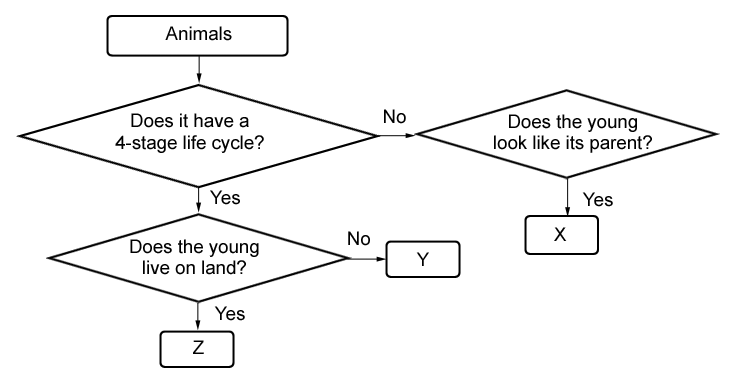 Animals
Does it have a
4-stage life cycle?
No
Does the young
look like its parent?
Yes
Yes
X
Does the young
live on land?
No
Y
Yes
Z